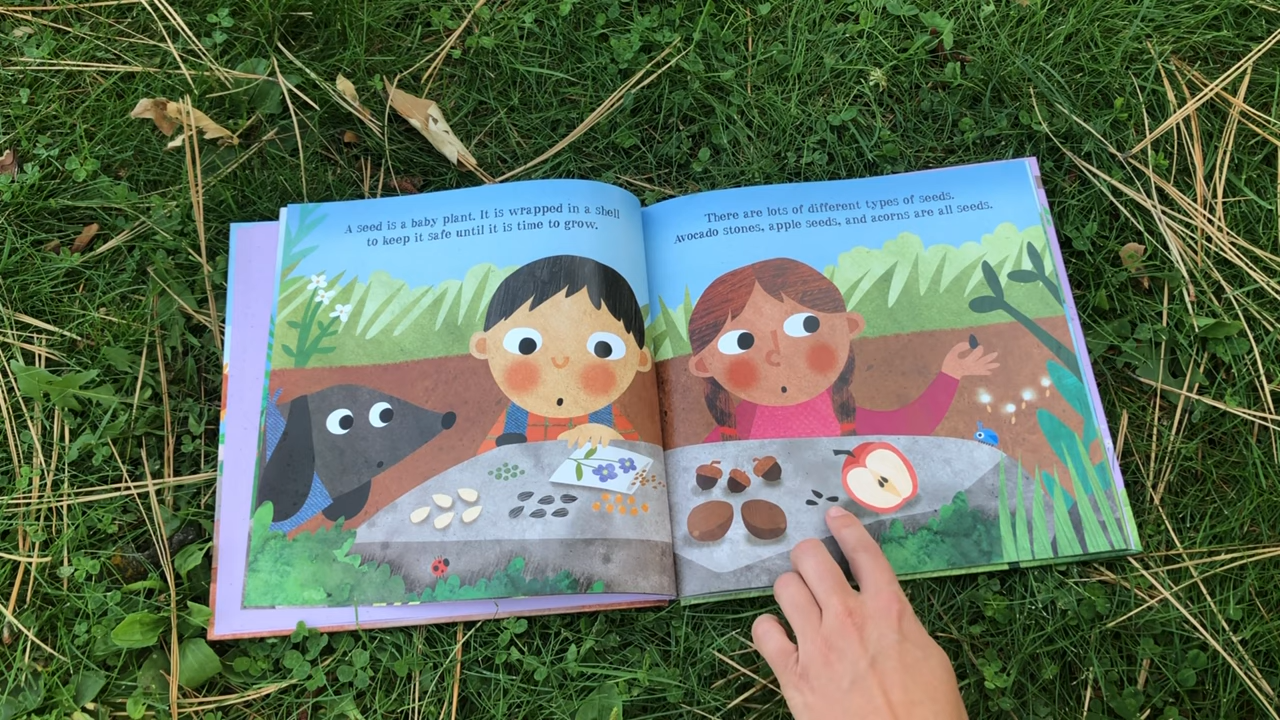 A seed is a baby plant. It is wrapped in a shell
to keep it safe until it is time to grow.
There are lots of different types of seeds.
Avocado stones, apple seeds, and acorns are all seeds.